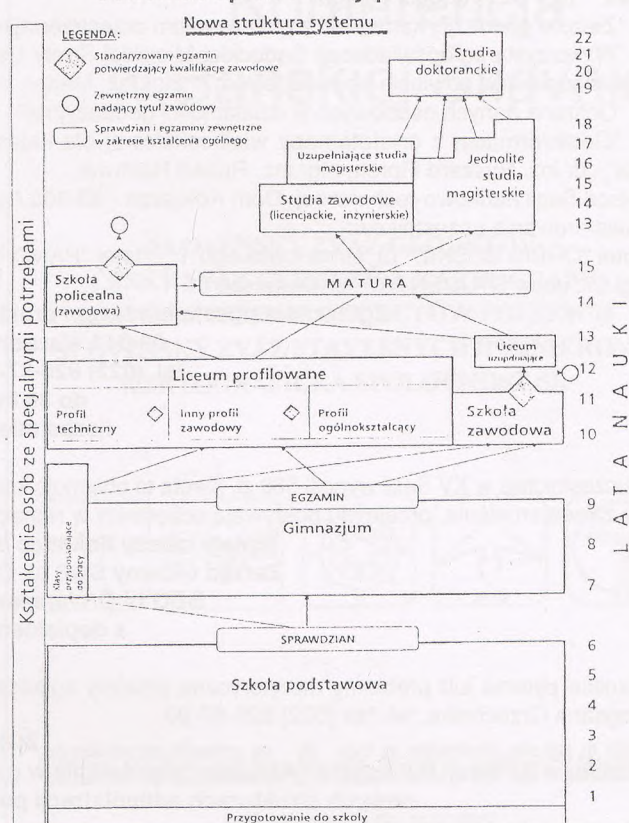 Nowa struktura systemu
LEGENDA:
Standaryzowany egzamin
potwierdzający kwalifikacje zawodowe
Zewnętrzny egzamin
nadający tytuł zawodowy
Sprawdzian i egzaminy zewnętrzne
w zakresie kształcenia ogólnego
Studia
doktoranckie
Uzupełniające studia
magisterskie
Jednolite
studia
magisterskie
Studia zawodowe
(licencjackie, inżynierskie)
Szkoła
policealna
(zawodowa)
MATURA
Liceum
uzupełniające
Liceum profilowane
Profil
techniczny
Inny profil
zawodowy
Profil
ogólnokształcący
Szkoła
zawodowa
EGZAMIN
Gimnazjum
Klasy
przysposabiające
do pracy
SPRAWDZIAN
Szkoła podstawowa
Przygotowanie do szkoły
Kształcenie osób ze specjalnymi potrzebami
22
21
20
19
18
17
16
15
14
13
15
14
13
12
11
10
9
8
7
6
5
4
3
2
1
LATA NAUKI